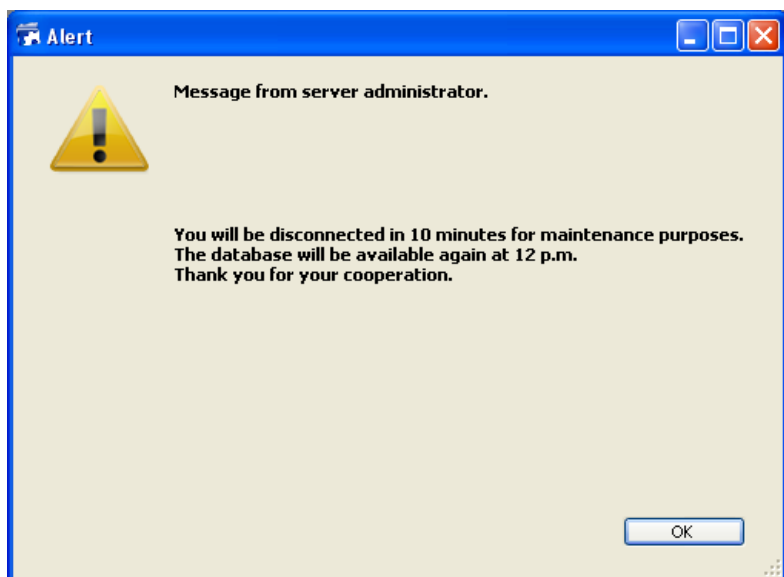 Alert
Message from server administrator.
You will be disconnected in 10 minutes for maintenance purposes.
The database will be available again at 12 p.m.
Thank you for your cooperation.
OK